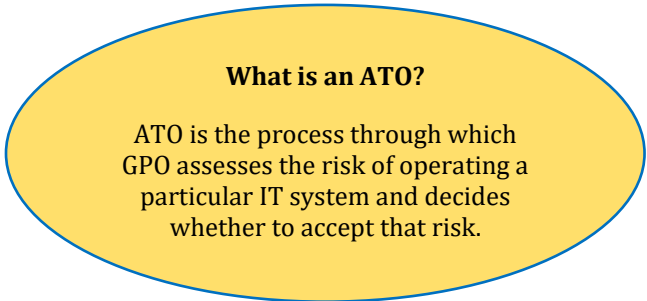 What is an ATO?
ATO is the process through which
GPO assesses the risk of operating a
particular IT system and decides
whether to accept that risk.